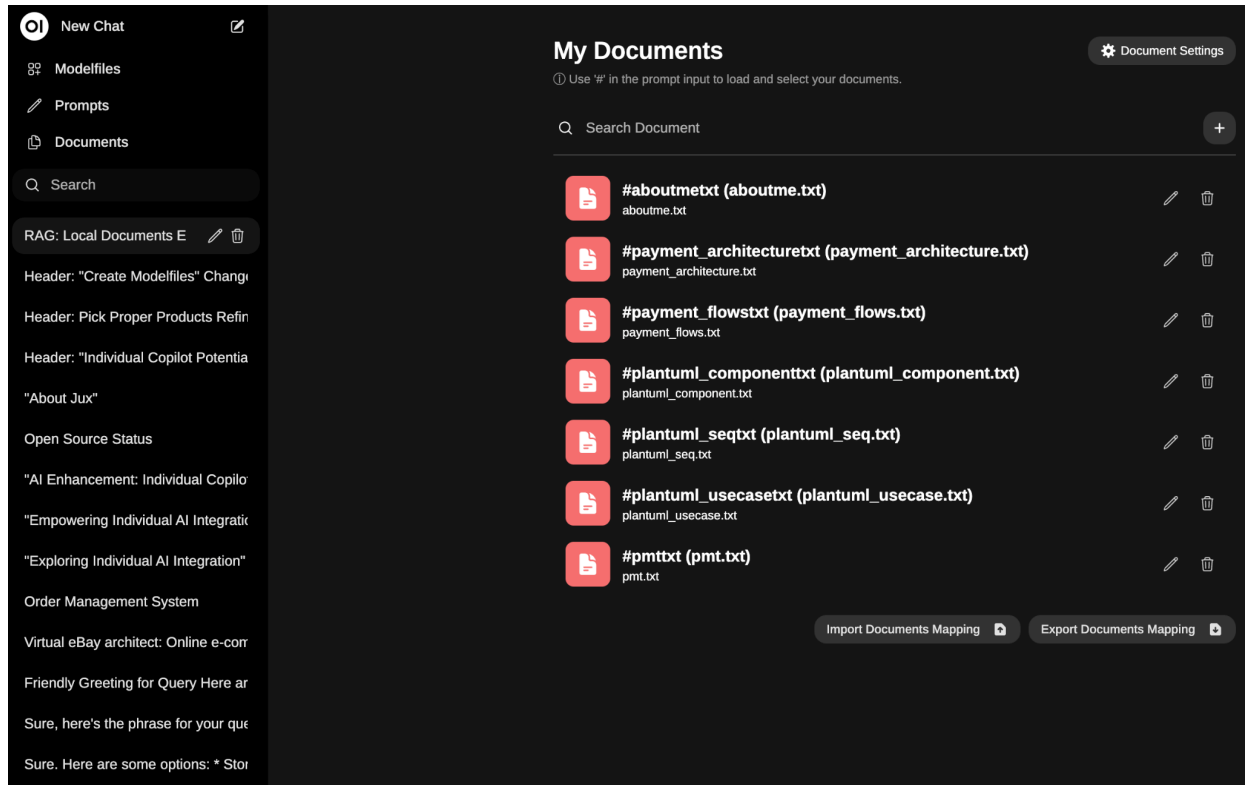 OI New Chat
Modelfiles
Prompts
Documents
Search
RAG: Local Documents E
Header: "Create Modelfiles" Chang
Header: Pick Proper Products Refin
Header: "Individual Copilot Potentia
"About Jux"
Open Source Status
"AI Enhancement: Individual Copilo
"Empowering Individual AI Integratio
"Exploring Individual AI Integration"
Order Management System
Virtual eBay architect: Online e-com
Friendly Greeting for Query Here ar
Sure, here's the phrase for your que
Sure. Here are some options: * Stor
My Documents
Document Settings
Use '#' in the prompt input to load and select your documents.
Search Document
#aboutmetxt (aboutme.txt)
aboutme.txt
#payment_architecturetxt (payment_architecture.txt)
payment_architecture.txt
#payment_flowstxt (payment_flows.txt)
payment_flows.txt
#plantuml_componenttxt (plantuml_component.txt)
plantuml_component.txt
#plantuml_seqtxt (plantuml_seq.txt)
plantuml_seq.txt
#plantuml_usecasetxt (plantuml_usecase.txt)
plantuml_usecase.txt
#pmttxt (pmt.txt)
pmt.txt
Import Documents Mapping
Export Documents Mapping